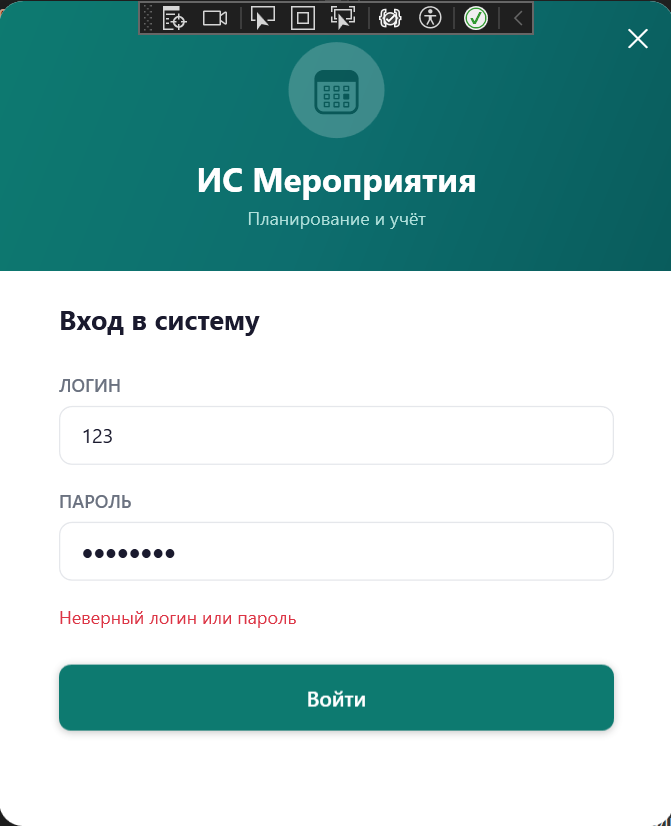 ИС Мероприятия
Планирование и учёт
Вход в систему
ЛОГИН
123
ПАРОЛЬ
●●●●●●●●
Неверный логин или пароль
Войти